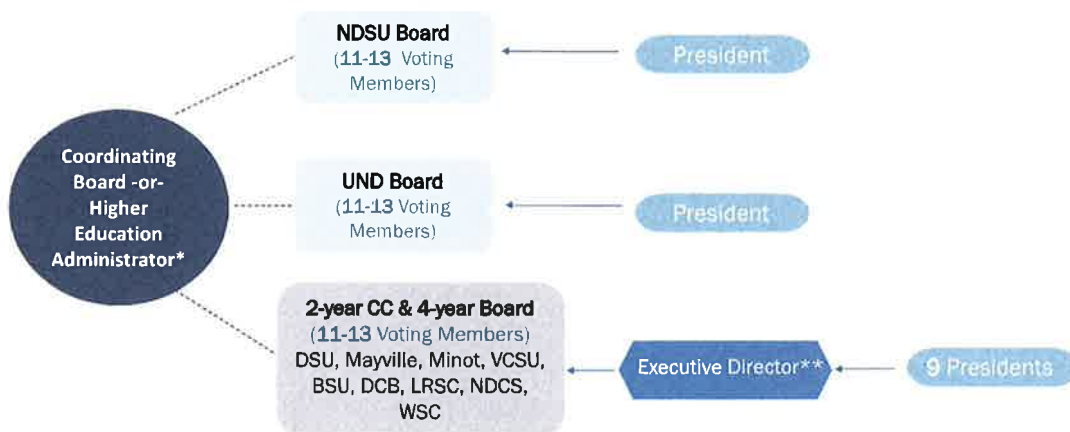 NDSU Board
(11-13 Voting
Members)
President
Coordinating
Board -or-
Higher
Education
Administrator*
UND Board
(11-13 Voting
Members)
President
2-year CC & 4-year Board
(11-13 Voting Members)
DSU, Mayville, Minot, VCSU,
BSU, DCB, LRSC, NDCS,
WSC
Executive Director**
9 Presidents